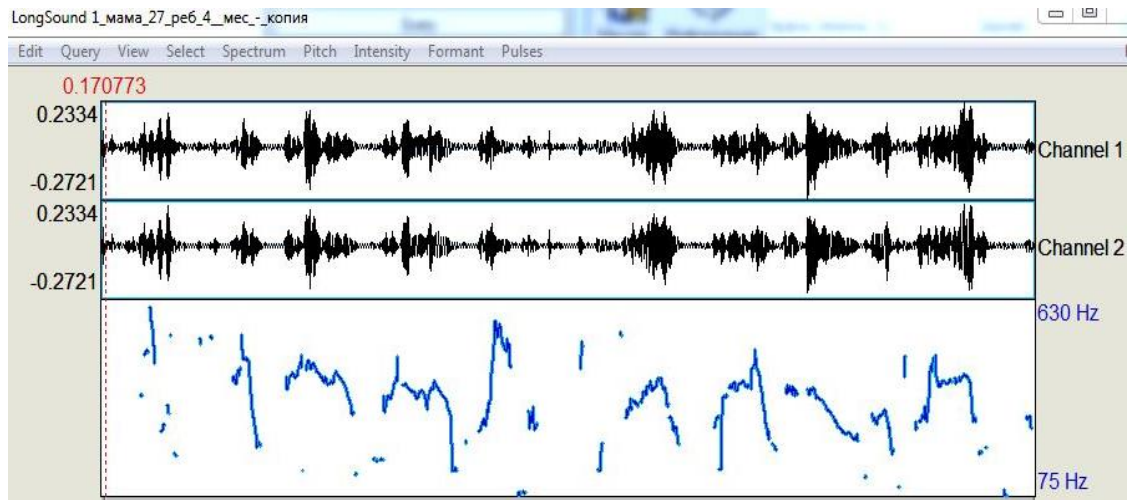 LongSound 1_мама_27_реб_4__мес_-_копия
Edit Query View Select Spectrum Pitch Intensity Formant Pulses
0.170773
0.2334
-0.2721
Channel 1
0.2334
-0.2721
Channel 2
630 Hz
75 Hz